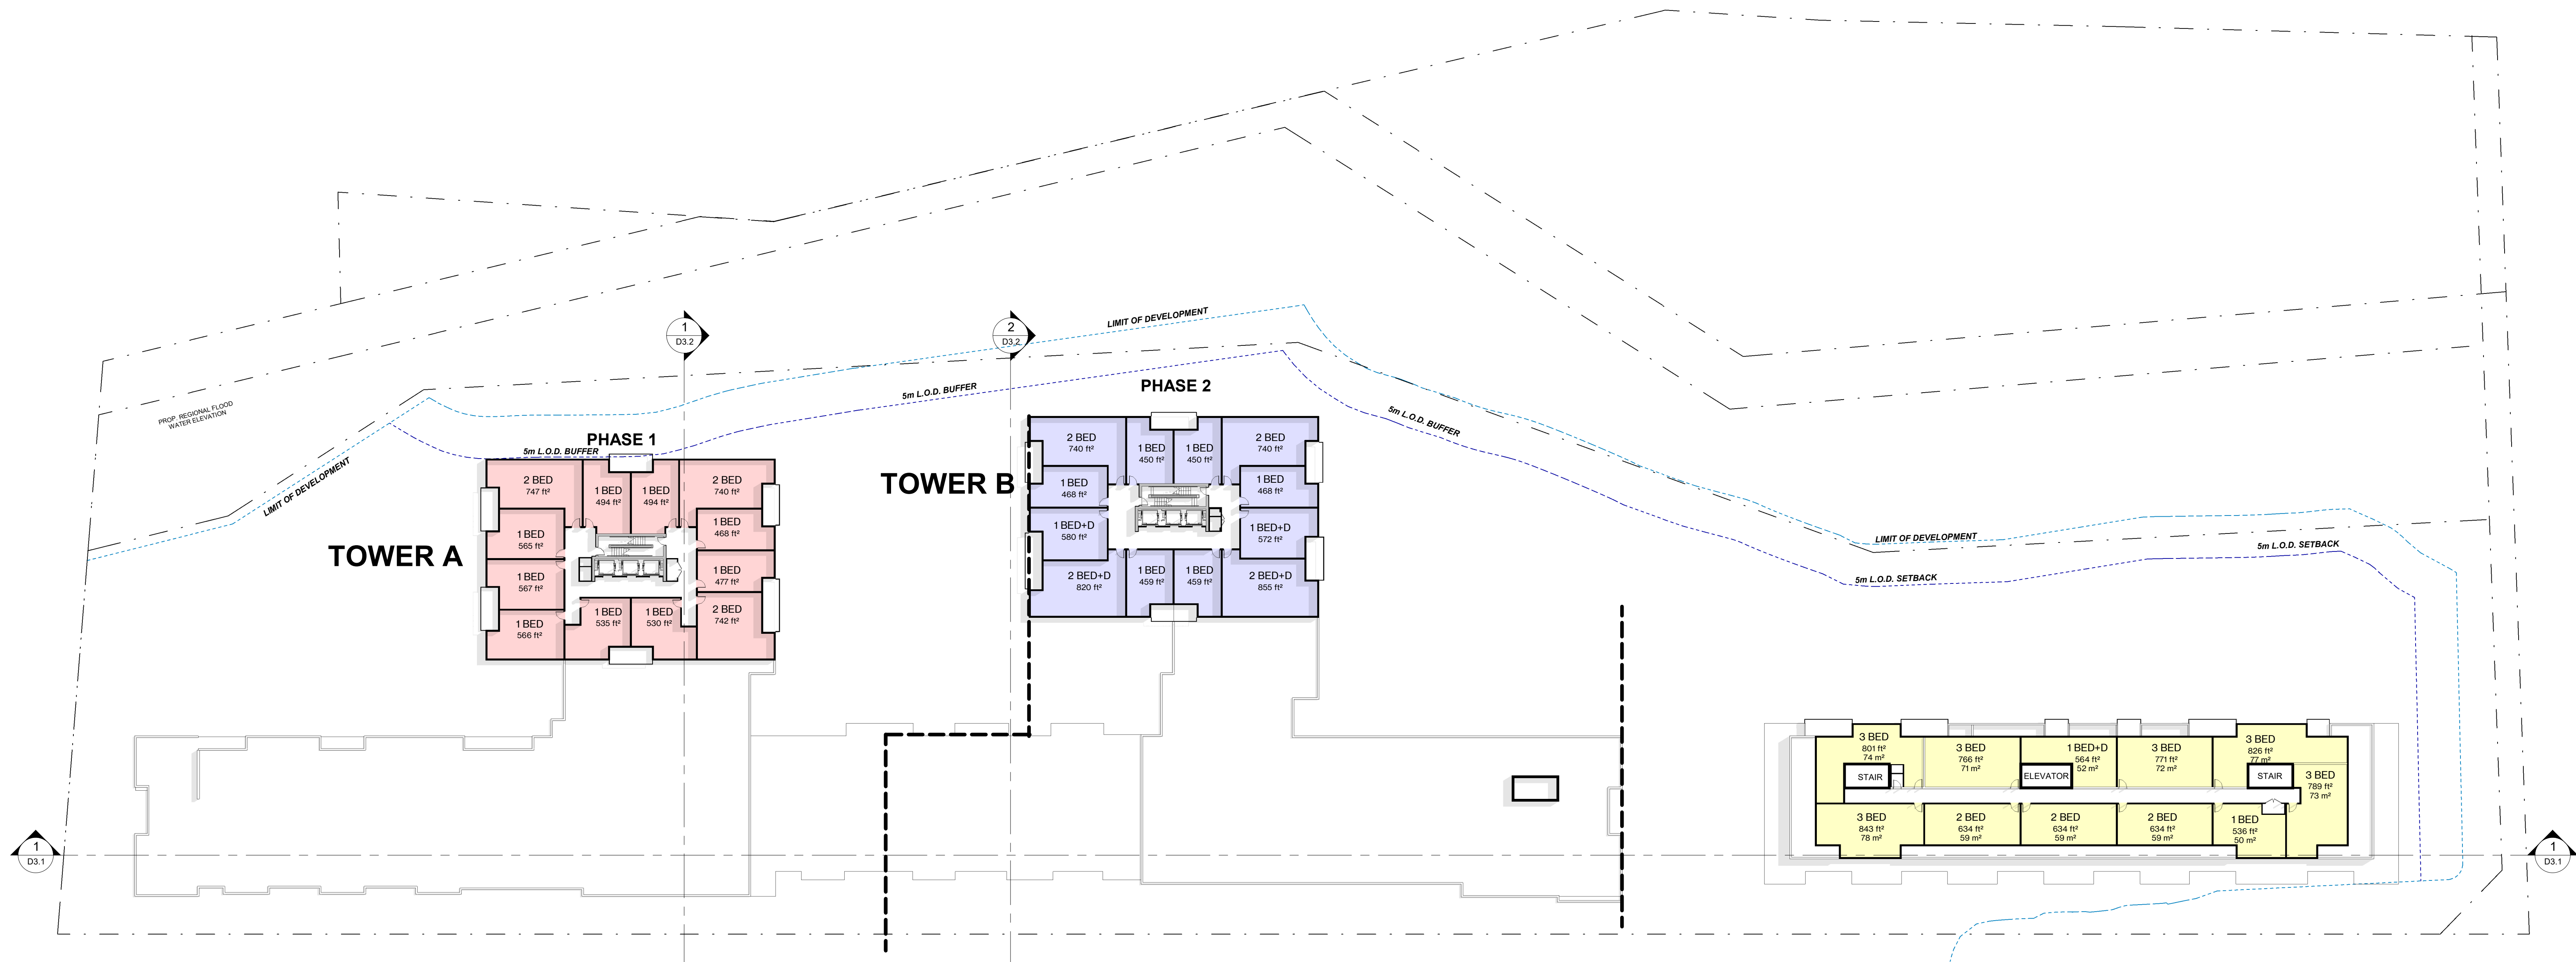 1
D3.2
2
D3.2
LIMIT OF DEVELOPMENT
5m L.O.D. BUFFER
PHASE 2
PROP. REGIONAL FLOOD
WATER ELEVATION
LIMIT OF DEVELOPMENT
PHASE 1
5m L.O.D. BUFFER
5m L.O.D. BUFFER
TOWER A
2 BED
747 ft²
1 BED
494 ft²
1 BED
494 ft²
2 BED
740 ft²
1 BED
565 ft²
1 BED
468 ft²
1 BED
567 ft²
1 BED
477 ft²
1 BED
566 ft²
1 BED
535 ft²
1 BED
530 ft²
2 BED
742 ft²
TOWER B
2 BED
740 ft²
1 BED
450 ft²
1 BED
450 ft²
2 BED
740 ft²
1 BED
468 ft²
1 BED
468 ft²
1 BED+D
580 ft²
1 BED+D
572 ft²
2 BED+D
820 ft²
1 BED
459 ft²
1 BED
459 ft²
2 BED+D
855 ft²
LIMIT OF DEVELOPMENT
5m L.O.D. SETBACK
5m L.O.D. SETBACK
3 BED
801 ft²
74 m²
3 BED
766 ft²
71 m²
1 BED+D
564 ft²
52 m²
3 BED
771 ft²
72 m²
3 BED
826 ft²
77 m²
STAIR
ELEVATOR
STAIR
3 BED
789 ft²
73 m²
3 BED
843 ft²
78 m²
2 BED
634 ft²
59 m²
2 BED
634 ft²
59 m²
2 BED
634 ft²
59 m²
1 BED
536 ft²
50 m²
1
D3.1
1
D3.1